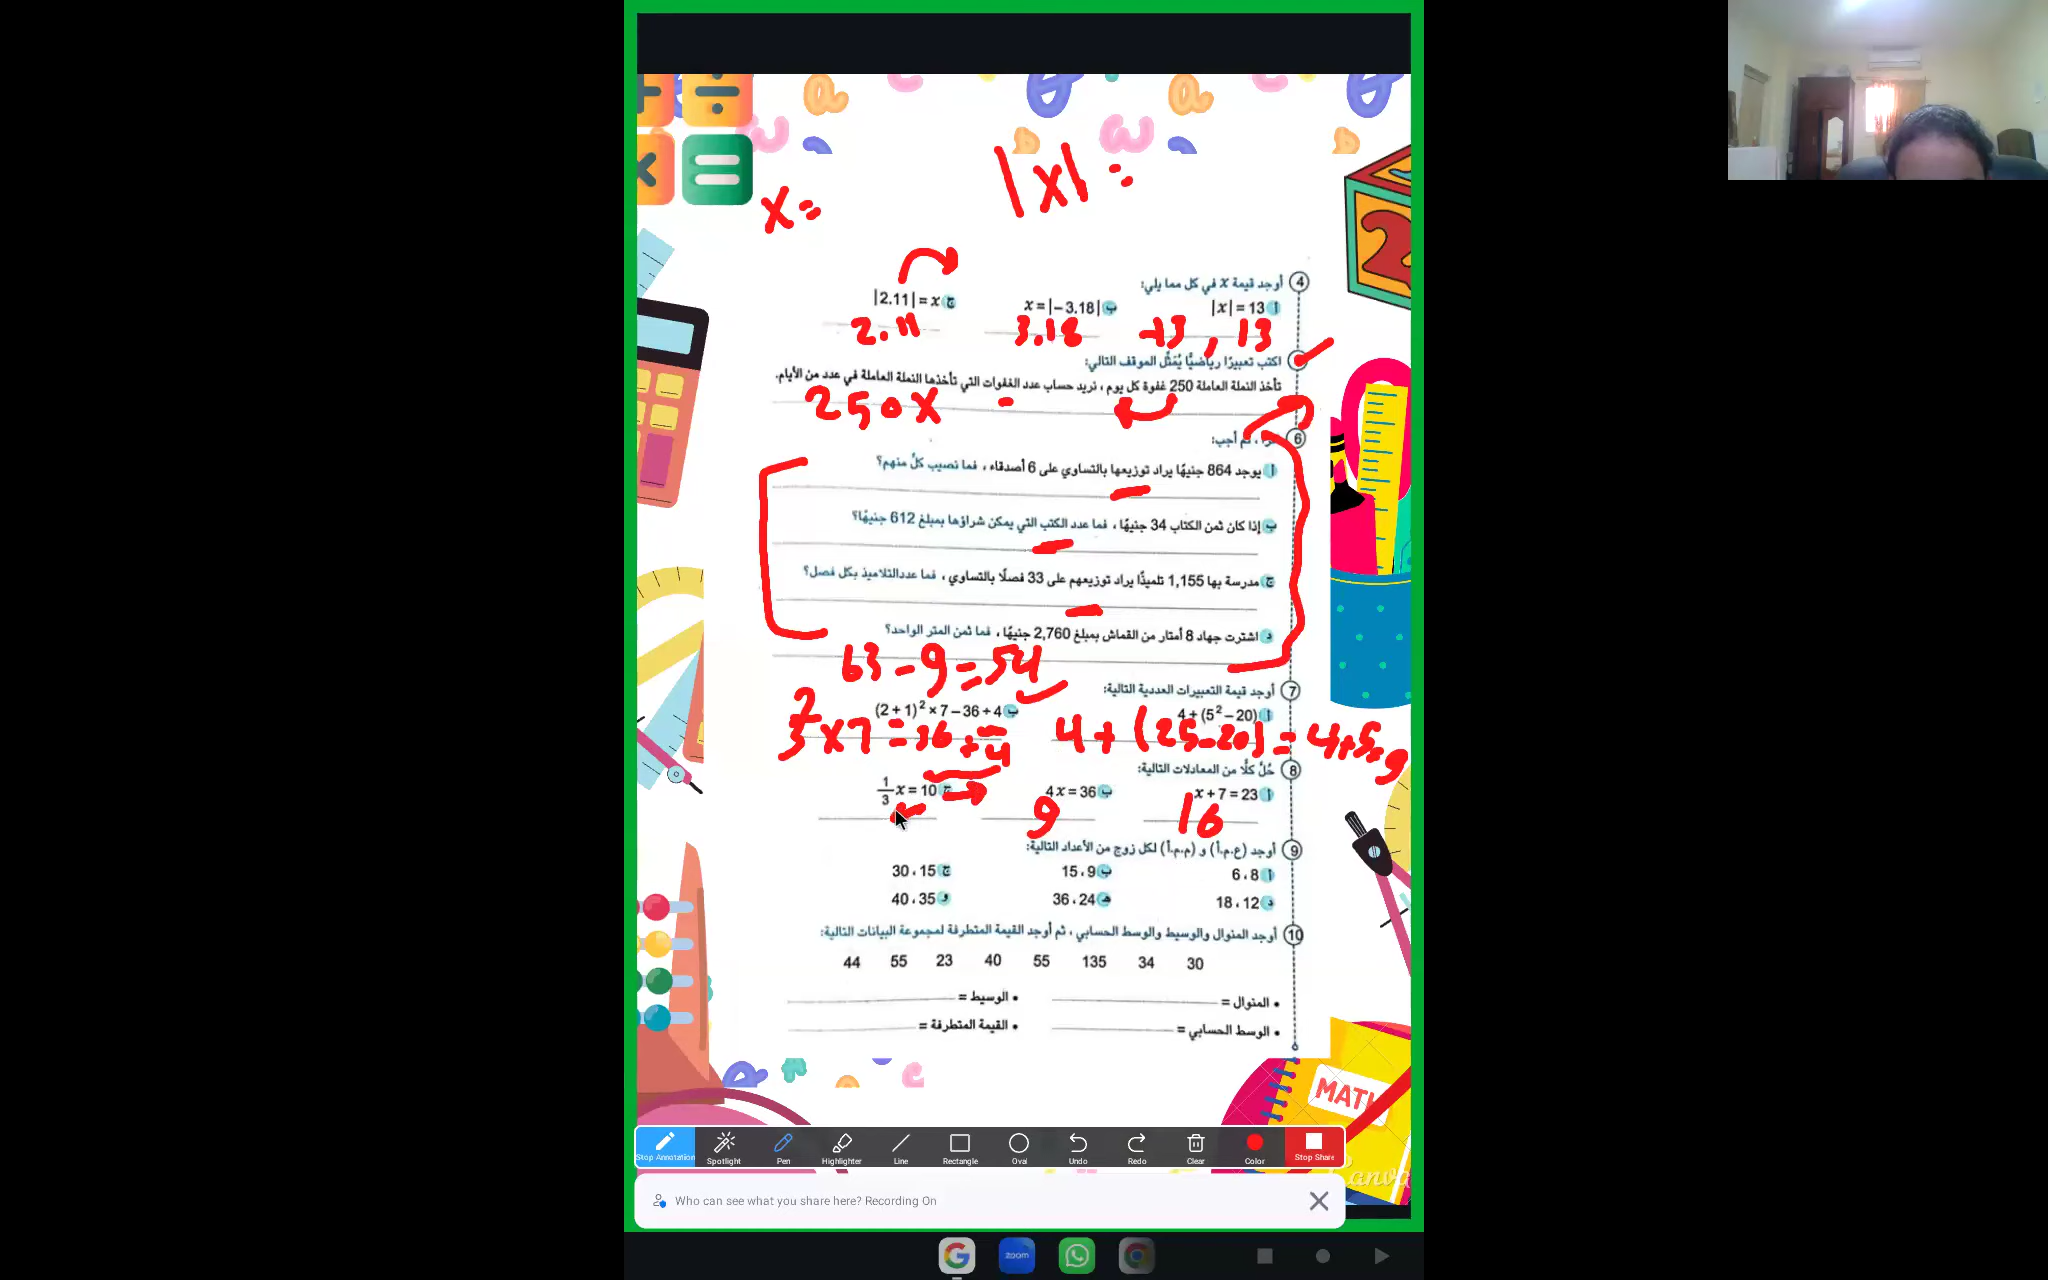 x =
|x| =
4 أوجد قيمة x في كل مما يلي:
أ |x| = 13 ب x = |−3.18| ج |2.11| = x
-13 , 13 3.18 2.11
اكتب تعبيرًا رياضيًّا يُمَثِّل الموقف التالي:
تأخذ النملة العاملة 250 غفوة كل يوم ، نريد حساب عدد الغفوات التي تأخذها النملة العاملة في عدد من الأيام.
250x
6 ثم أجب:
أ يوجد 864 جنيهًا يراد توزيعها بالتساوي على 6 أصدقاء ، فما نصيب كلٍّ منهم؟
ب إذا كان ثمن الكتاب 34 جنيهًا ، فما عدد الكتب التي يمكن شراؤها بمبلغ 612 جنيهًا؟
ج مدرسة بها 1,155 تلميذًا يراد توزيعهم على 33 فصلًا بالتساوي ، فما عددالتلاميذ بكل فصل؟
د اشترت جهاد 8 أمتار من القماش بمبلغ 2,760 جنيهًا ، فما ثمن المتر الواحد؟
63 - 9 = 54
7 أوجد قيمة التعبيرات العددية التالية:
أ 4 + (5² − 20) ب (2 + 1)² × 7 − 36 ÷ 4
4 + (25-20) = 4+5=9
3² × 7 = 36 ÷ 4
8 حُلَّ كلًّا من المعادلات التالية:
أ x + 7 = 23 ب 4x = 36 ج 1/3 x = 10
16 9
9 أوجد (ع.م.أ) و (م.م.أ) لكل زوج من الأعداد التالية:
أ 6 ، 8 ب 15 ، 9 ج 30 ، 15
د 18 ، 12 هـ 36 ، 24 و 40 ، 35
10 أوجد المنوال والوسيط والوسط الحسابي ، ثم أوجد القيمة المتطرفة لمجموعة البيانات التالية:
44 55 23 40 55 135 34 30
• المنوال = • الوسيط =
• الوسط الحسابي = • القيمة المتطرفة =
MATH
Stop Annotation Spotlight Pen Highlighter Line Rectangle Oval Undo Redo Clear Color Stop Share
Who can see what you share here? Recording On
zoom